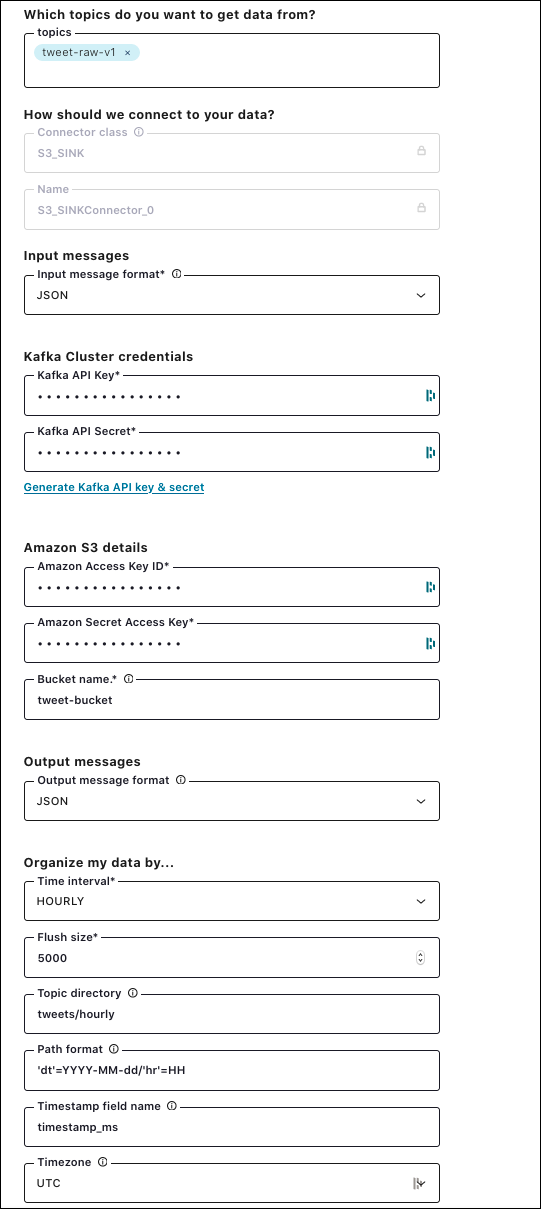 Which topics do you want to get data from?
topics
tweet-raw-v1 ×
How should we connect to your data?
Connector class
S3_SINK
Name
S3_SINKConnector_0
Input messages
Input message format*
JSON
Kafka Cluster credentials
Kafka API Key*
••••••••••••••••
Kafka API Secret*
••••••••••••••••
Generate Kafka API key & secret
Amazon S3 details
Amazon Access Key ID*
••••••••••••••••
Amazon Secret Access Key*
••••••••••••••••
Bucket name.*
tweet-bucket
Output messages
Output message format
JSON
Organize my data by...
Time interval*
HOURLY
Flush size*
5000
Topic directory
tweets/hourly
Path format
'dt'=YYYY-MM-dd/'hr'=HH
Timestamp field name
timestamp_ms
Timezone
UTC